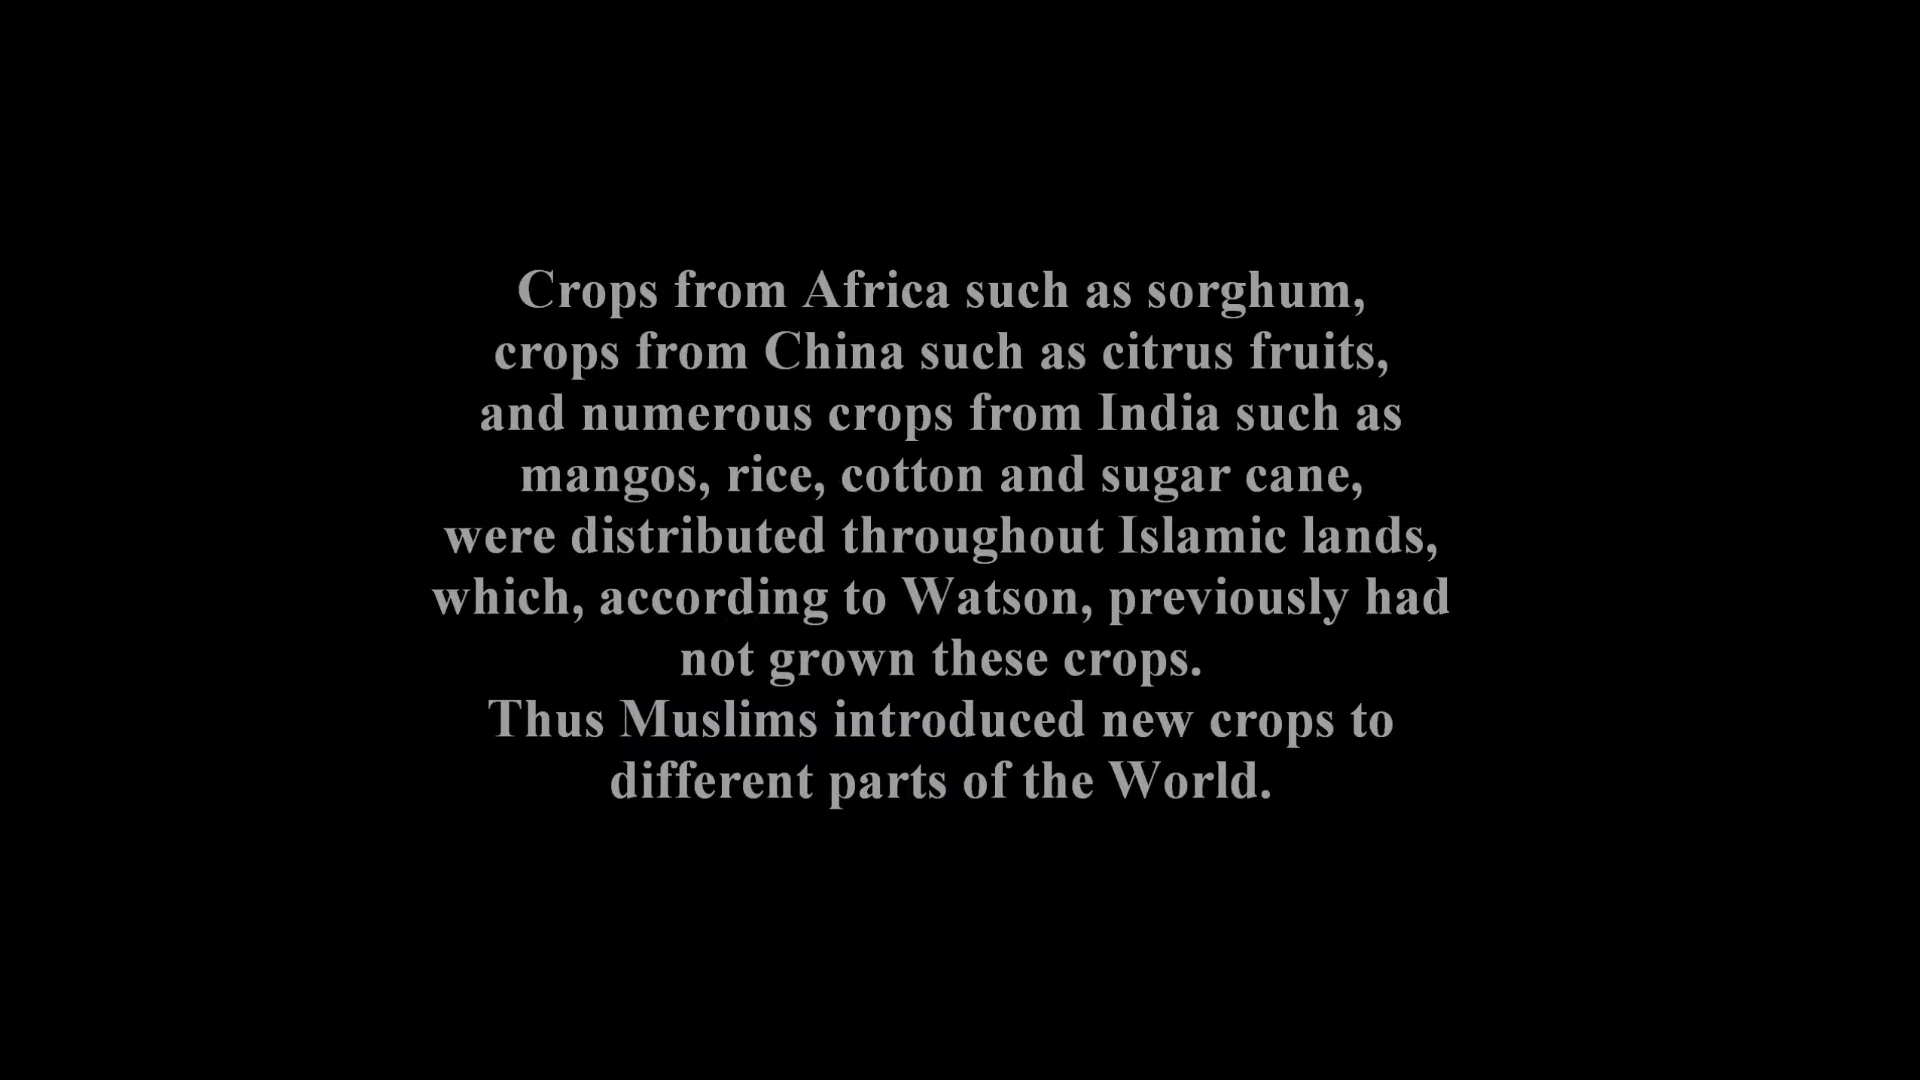 Crops from Africa such as sorghum,
crops from China such as citrus fruits,
and numerous crops from India such as
mangos, rice, cotton and sugar cane,
were distributed throughout Islamic lands,
which, according to Watson, previously had
not grown these crops.
Thus Muslims introduced new crops to
different parts of the World.